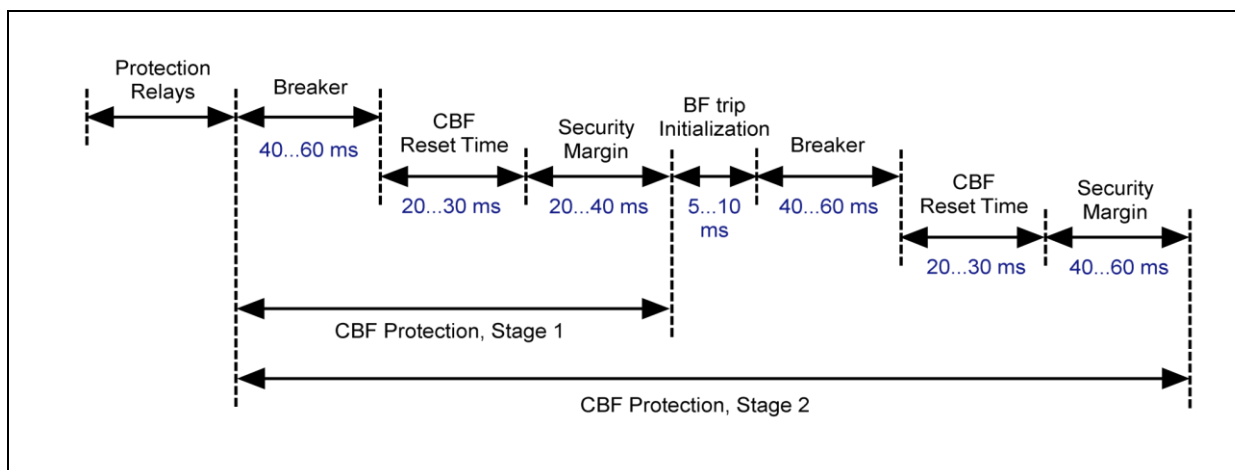 Protection
Relays
Breaker
40...60 ms
CBF
Reset Time
20...30 ms
Security
Margin
20...40 ms
BF trip
Initialization
5...10
ms
Breaker
40...60 ms
CBF
Reset Time
20...30 ms
Security
Margin
40...60 ms
CBF Protection, Stage 1
CBF Protection, Stage 2